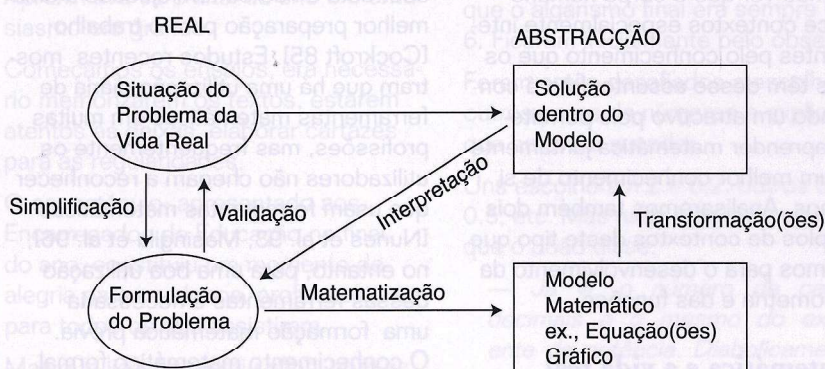 REAL
ABSTRACÇÃO
Situação do
Problema da
Vida Real
Solução
dentro do
Modelo
Simplificação
Validação
Interpretação
Transformação(ões)
Formulação
do Problema
Matematização
Modelo
Matemático
ex., Equação(ões)
Gráfico